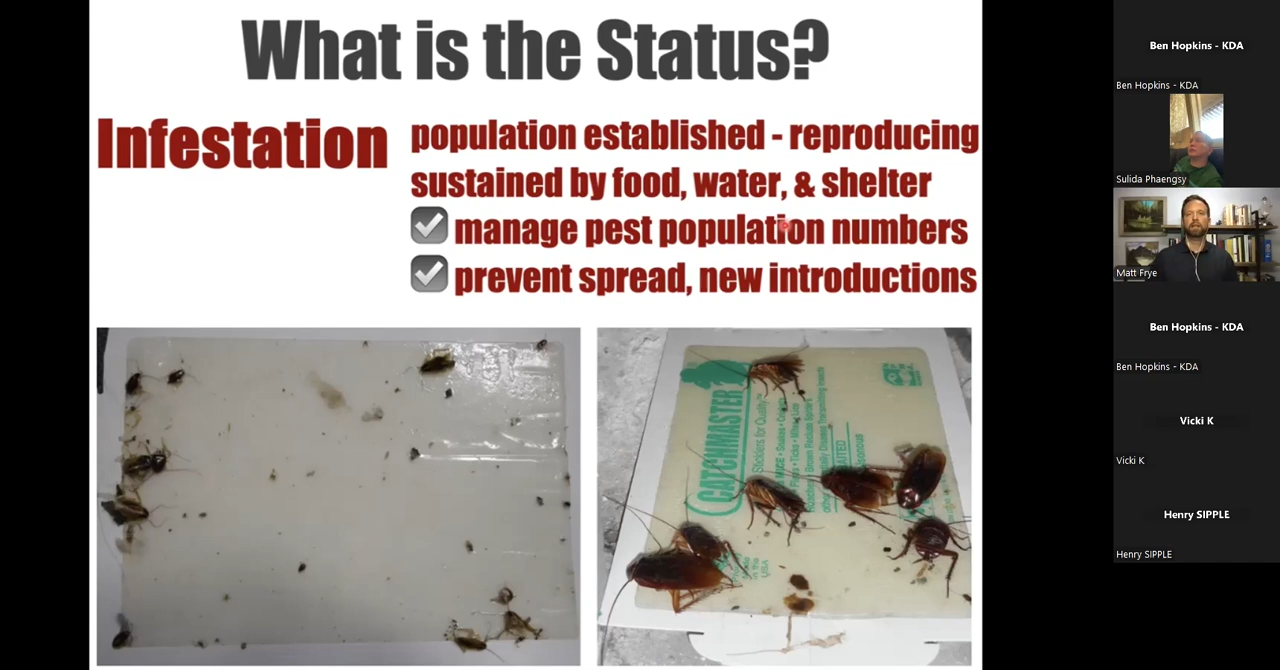 What is the Status?
Infestation
population established - reproducing
sustained by food, water, & shelter
manage pest population numbers
prevent spread, new introductions
CATCHMASTER
Ben Hopkins - KDA
Ben Hopkins - KDA
Sulida Phaengsy
Matt Frye
Ben Hopkins - KDA
Ben Hopkins - KDA
Vicki K
Vicki K
Henry SIPPLE
Henry SIPPLE